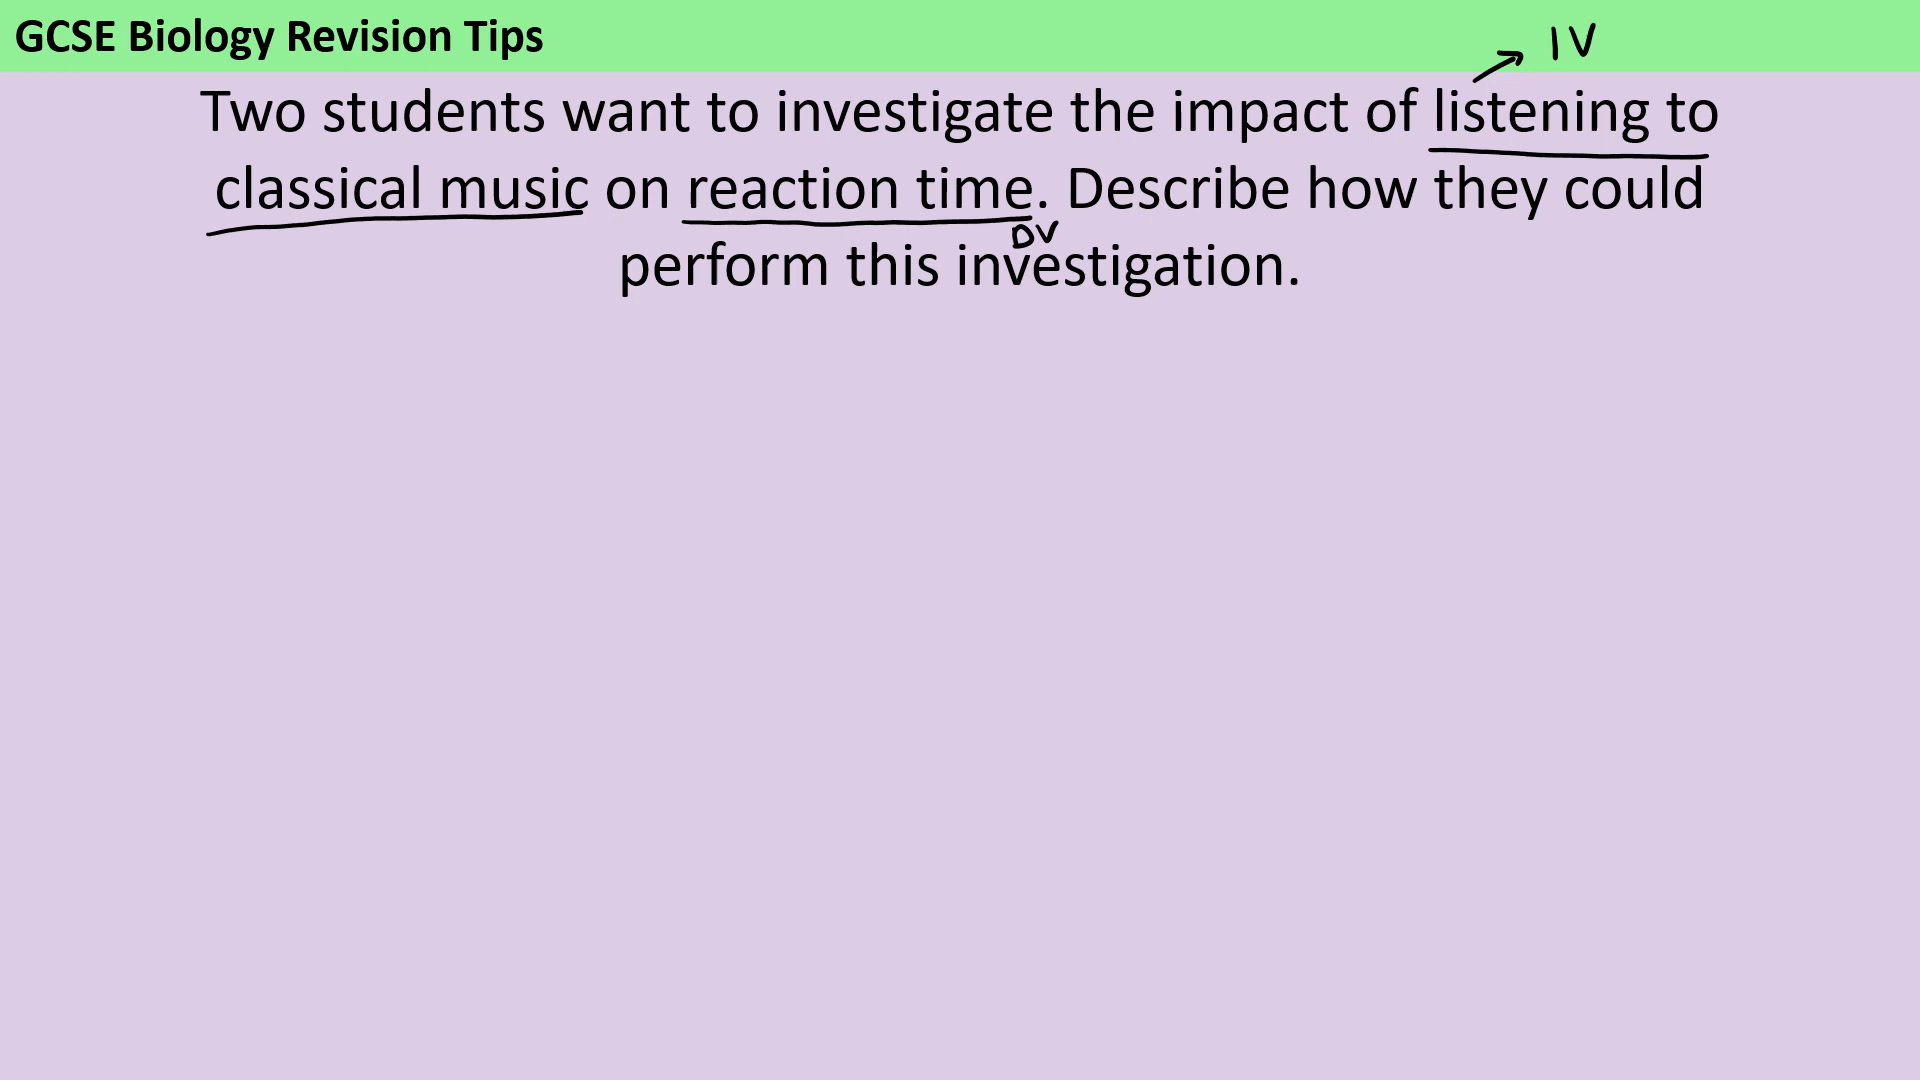 GCSE Biology Revision Tips
IV
Two students want to investigate the impact of listening to
classical music on reaction time. Describe how they could
DV
perform this investigation.